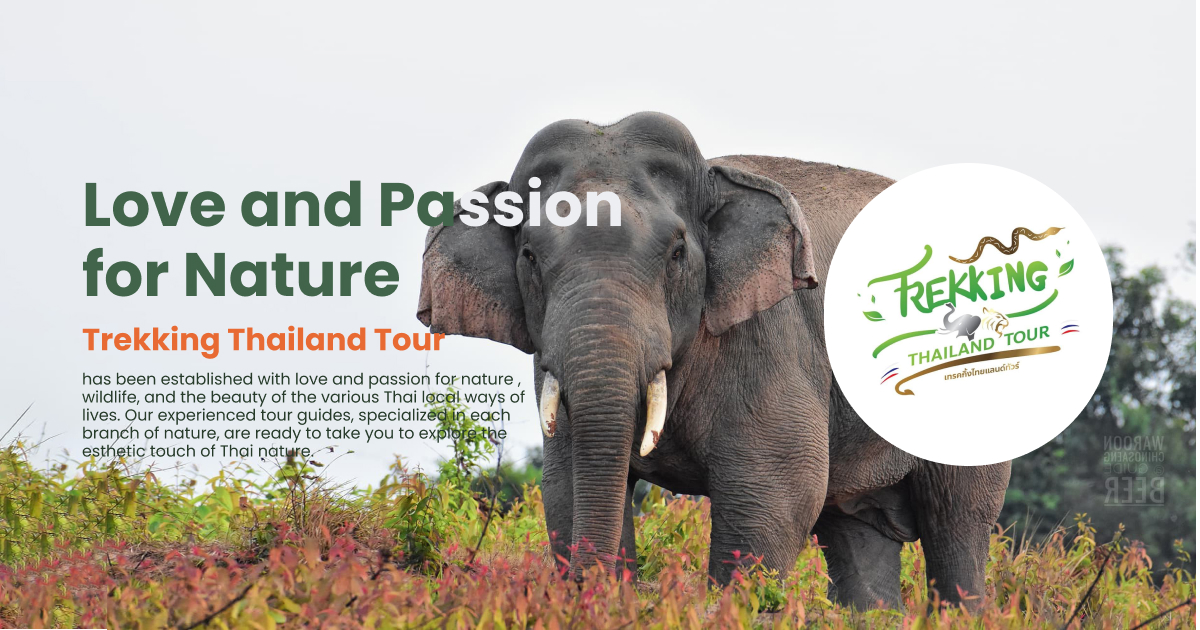 Love and Passion
for Nature
Trekking Thailand Tour
has been established with love and passion for nature ,
wildlife, and the beauty of the various Thai local ways of
lives. Our experienced tour guides, specialized in each
branch of nature, are ready to take you to explore the
esthetic touch of Thai nature.
TREKKING
THAILAND TOUR
เทรคกิ้งไทยแลนด์ทัวร์
WAROON
BEER